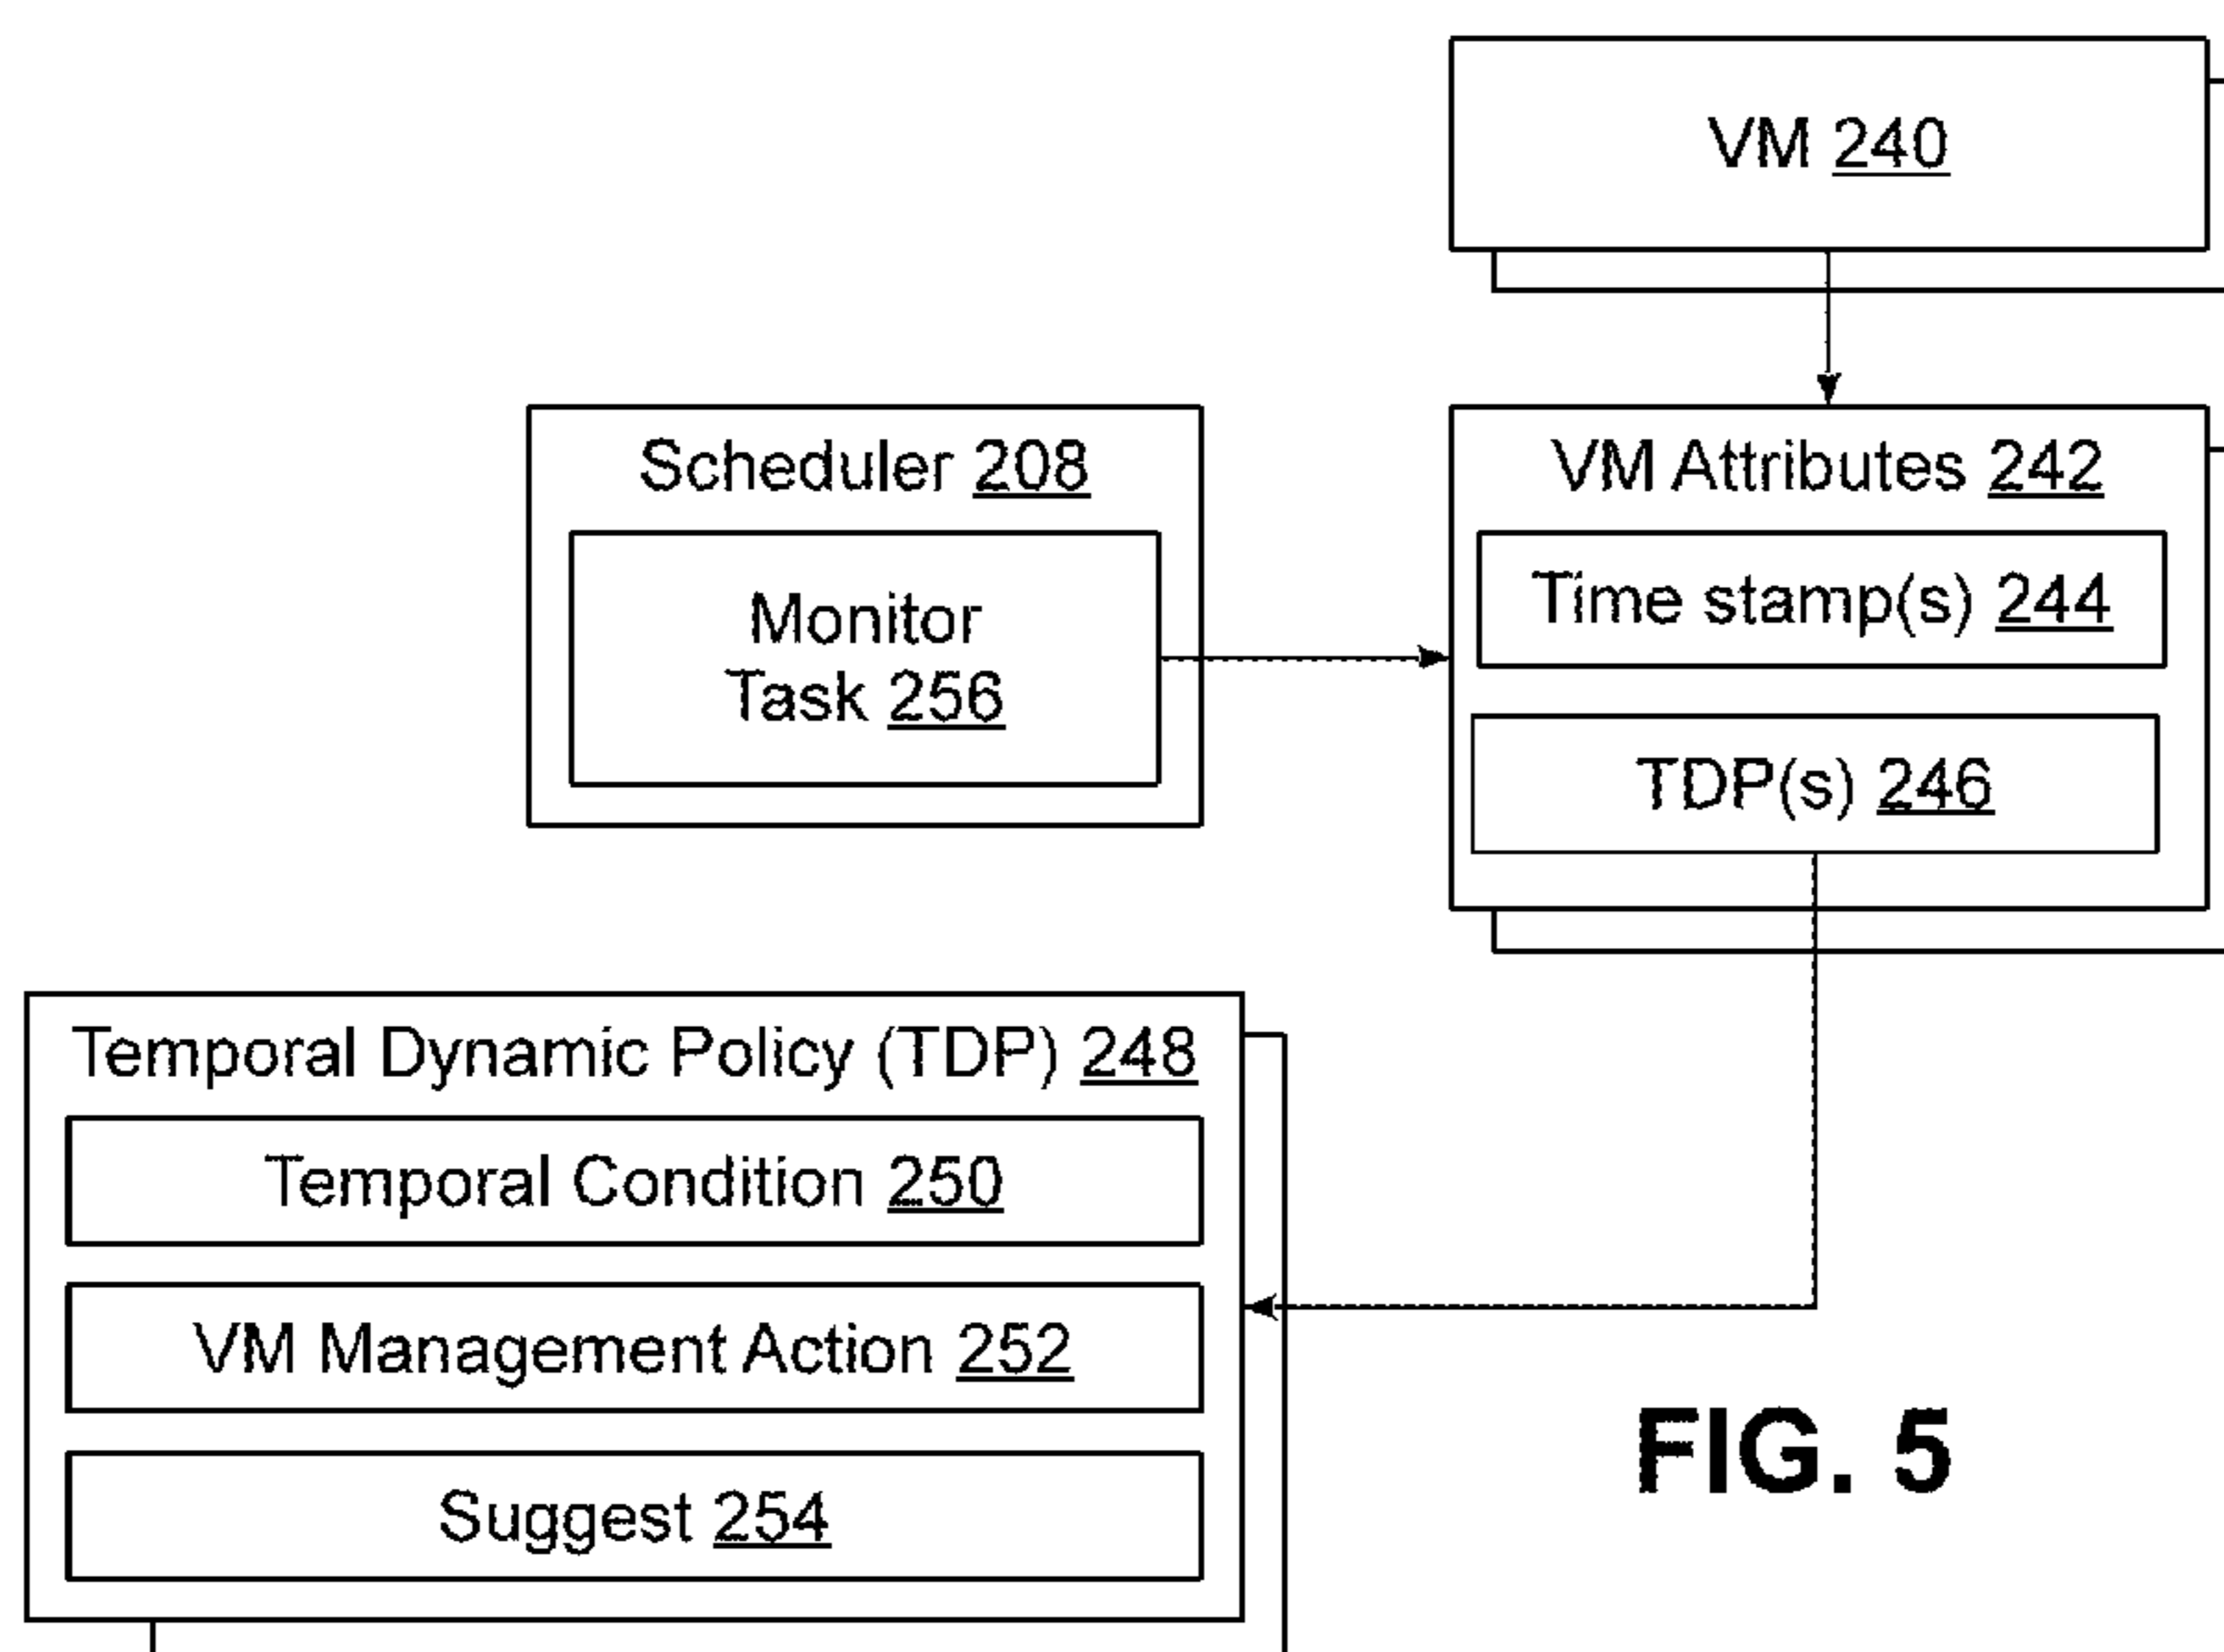 VM 240
Scheduler 208
Monitor
Task 256
VM Attributes 242
Time stamp(s) 244
TDP(s) 246
Temporal Dynamic Policy (TDP) 248
Temporal Condition 250
VM Management Action 252
Suggest 254
FIG. 5